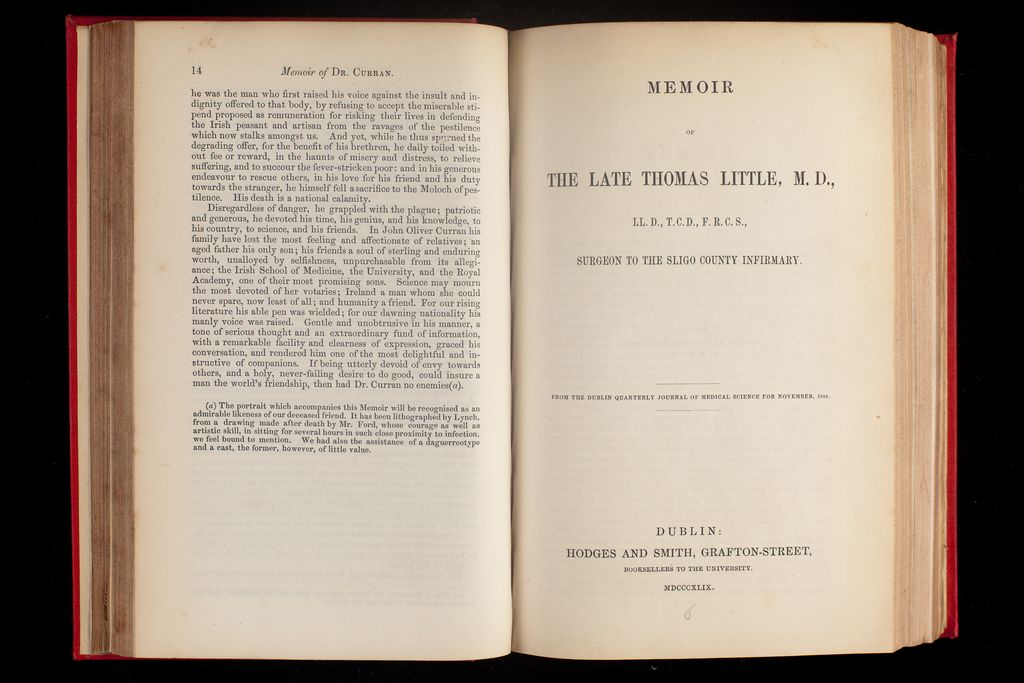 14 Memoir of Dr. Curran.
he was the man who first raised his voice against the insult and in-
dignity offered to that body, by refusing to accept the miserable sti-
pend proposed as remuneration for risking their lives in defending
the Irish peasant and artisan from the ravages of the pestilence
which now stalks amongst us. And yet, while he thus spurned the
degrading offer, for the benefit of his brethren, he daily toiled with-
out fee or reward, in the haunts of misery and distress, to relieve
suffering, and to succour the fever-stricken poor: and in his generous
endeavour to rescue others, in his love for his friend and his duty
towards the stranger, he himself fell a sacrifice to the Moloch of pes-
tilence. His death is a national calamity.
Disregardless of danger, he grappled with the plague; patriotic
and generous, he devoted his time, his genius, and his knowledge, to
his country, to science, and his friends. In John Oliver Curran his
family have lost the most feeling and affectionate of relatives; an
aged father his only son; his friends a soul of sterling and enduring
worth, unalloyed by selfishness, unpurchasable from its allegi-
ance; the Irish School of Medicine, the University, and the Royal
Academy, one of their most promising sons. Science may mourn
the most devoted of her votaries; Ireland a man whom she could
never spare, now least of all; and humanity a friend. For our rising
literature his able pen was wielded; for our dawning nationality his
manly voice was raised. Gentle and unobtrusive in his manner, a
tone of serious thought and an extraordinary fund of information,
with a remarkable facility and clearness of expression, graced his
conversation, and rendered him one of the most delightful and in-
structive of companions. If being utterly devoid of envy towards
others, and a holy, never-failing desire to do good, could insure a
man the world's friendship, then had Dr. Curran no enemies(a).
(a) The portrait which accompanies this Memoir will be recognised as an
admirable likeness of our deceased friend. It has been lithographed by Lynch,
from a drawing made after death by Mr. Ford, whose courage as well as
artistic skill, in sitting for several hours in such close proximity to infection,
we feel bound to mention. We had also the assistance of a daguerreotype
and a cast, the former, however, of little value.
MEMOIR
OF
THE LATE THOMAS LITTLE, M.D.,
LL.D., T.C.D., F.R.C.S.,
SURGEON TO THE SLIGO COUNTY INFIRMARY.
FROM THE DUBLIN QUARTERLY JOURNAL OF MEDICAL SCIENCE FOR NOVEMBER, 1849.
DUBLIN:
HODGES AND SMITH, GRAFTON-STREET,
BOOKSELLERS TO THE UNIVERSITY.
MDCCCXLIX.
6